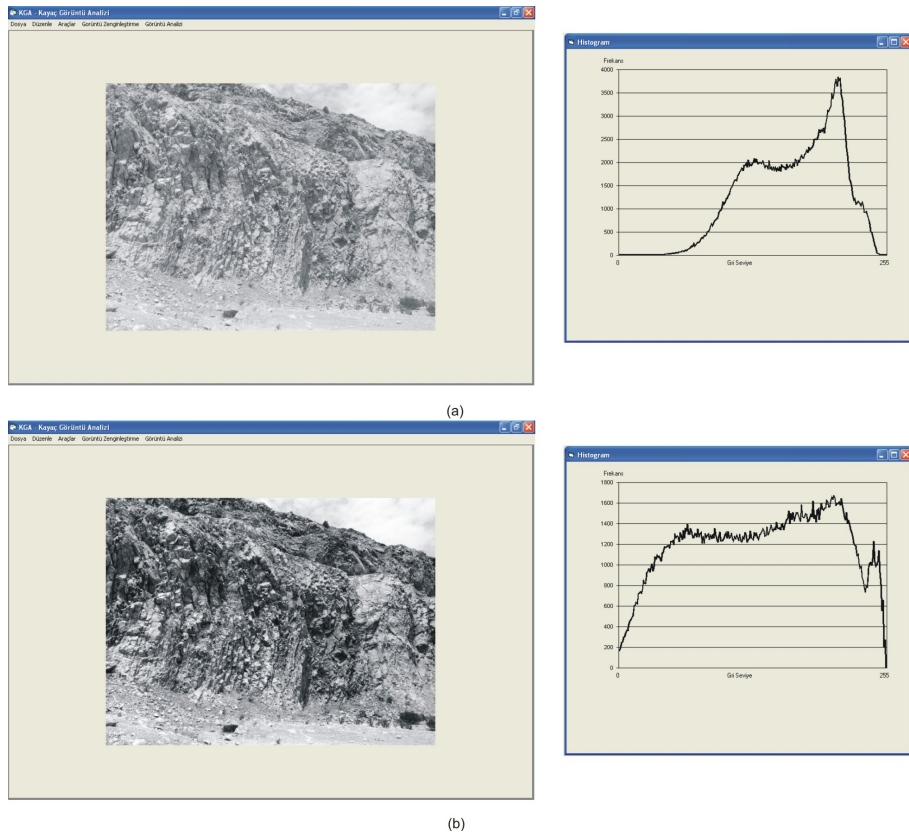 KGA - Kayaç Görüntü Analizi
Dosya Düzenle Araçlar Görüntü Zenginleştirme Görüntü Analizi
Histogram
Frekans
4000
3500
3000
2500
2000
1500
1000
500
0
0 Gri Seviye 255
(a)
KGA - Kayaç Görüntü Analizi
Dosya Düzenle Araçlar Görüntü Zenginleştirme Görüntü Analizi
Histogram
Frekans
1800
1600
1400
1200
1000
800
600
400
200
0
0 Gri Seviye 255
(b)